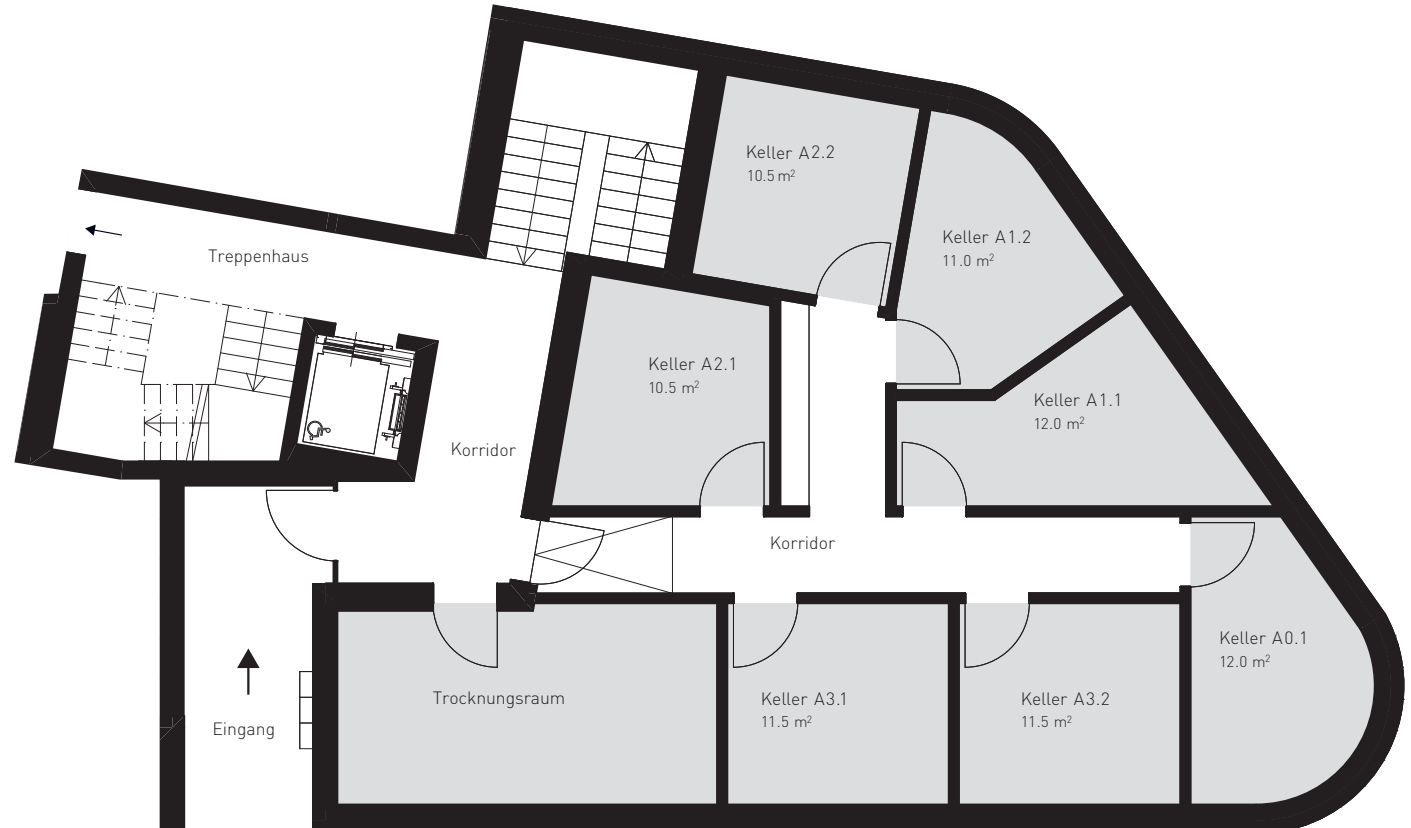 Keller A2.2
10.5 m²
Keller A1.2
11.0 m²
Treppenhaus
Keller A2.1
10.5 m²
Keller A1.1
12.0 m²
Korridor
Korridor
Keller A0.1
12.0 m²
Trocknungsraum
Keller A3.1
11.5 m²
Keller A3.2
11.5 m²
Eingang